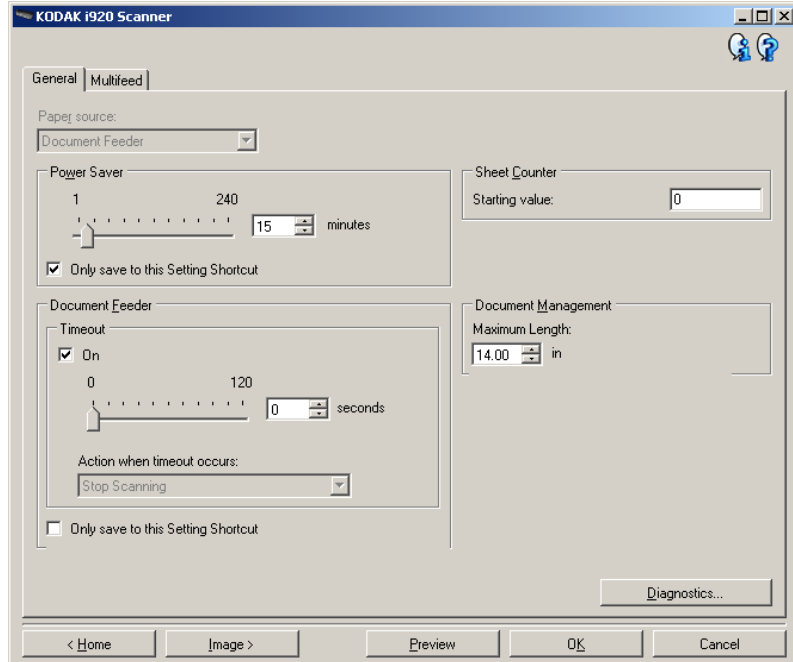 KODAK i920 Scanner
General
Multifeed
Paper source:
Document Feeder
Power Saver
1 240
15 minutes
Only save to this Setting Shortcut
Sheet Counter
Starting value: 0
Document Feeder
Timeout
On
0 120
0 seconds
Action when timeout occurs:
Stop Scanning
Only save to this Setting Shortcut
Document Management
Maximum Length:
14.00 in
Diagnostics...
< Home
Image >
Preview
OK
Cancel